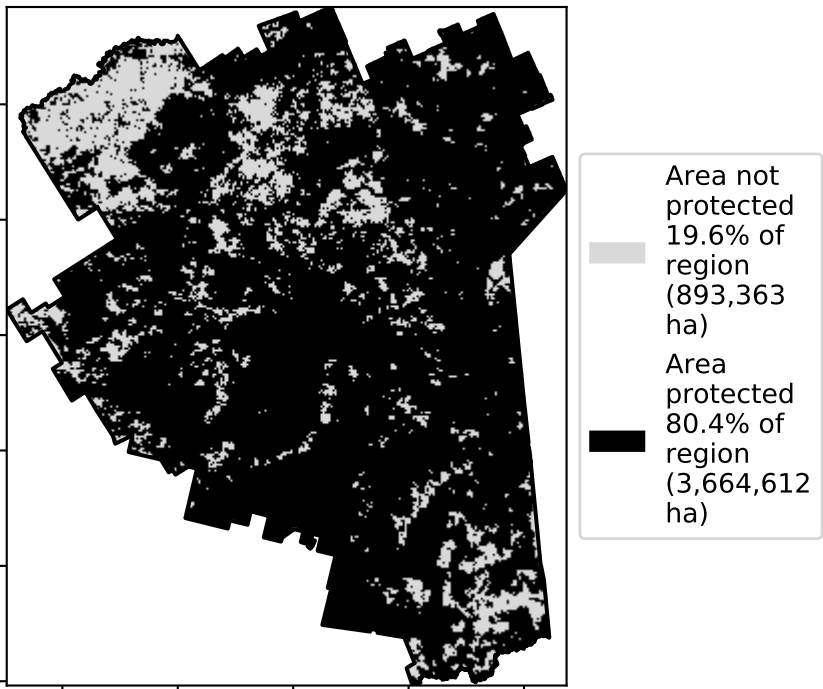 Area not
protected
19.6% of
region
(893,363
ha)
Area
protected
80.4% of
region
(3,664,612
ha)